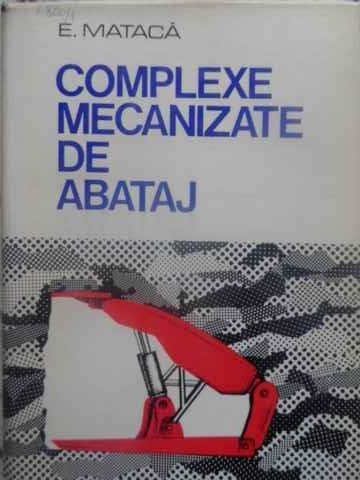 E. MATACĂ
COMPLEXE
MECANIZATE
DE
ABATAJ